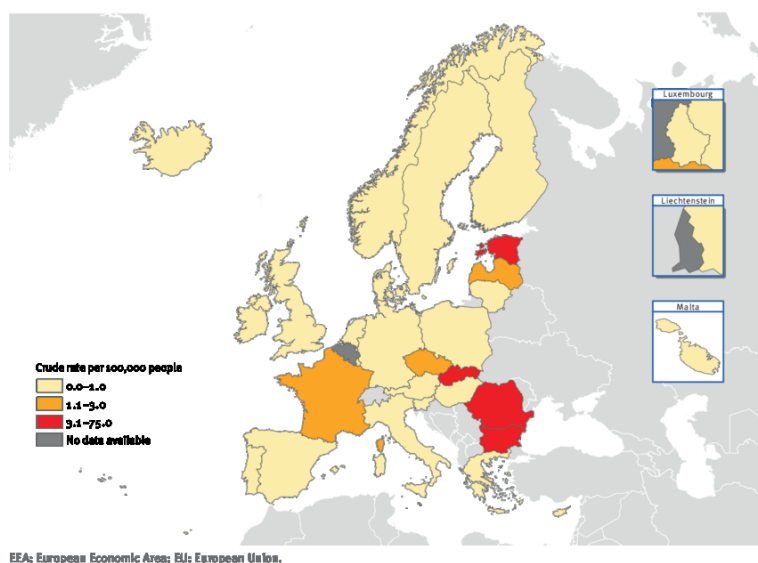 Luxembourg
Liechtenstein
Malta
Crude rate per 100,000 people
0.0–1.0
1.1–3.0
3.1–75.0
No data available
EEA: European Economic Area; EU: European Union.